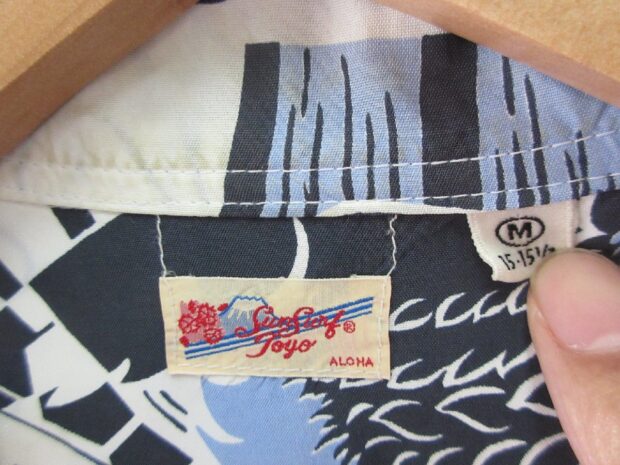 Sun Surf ®
Toyo
ALOHA
M
15-15½